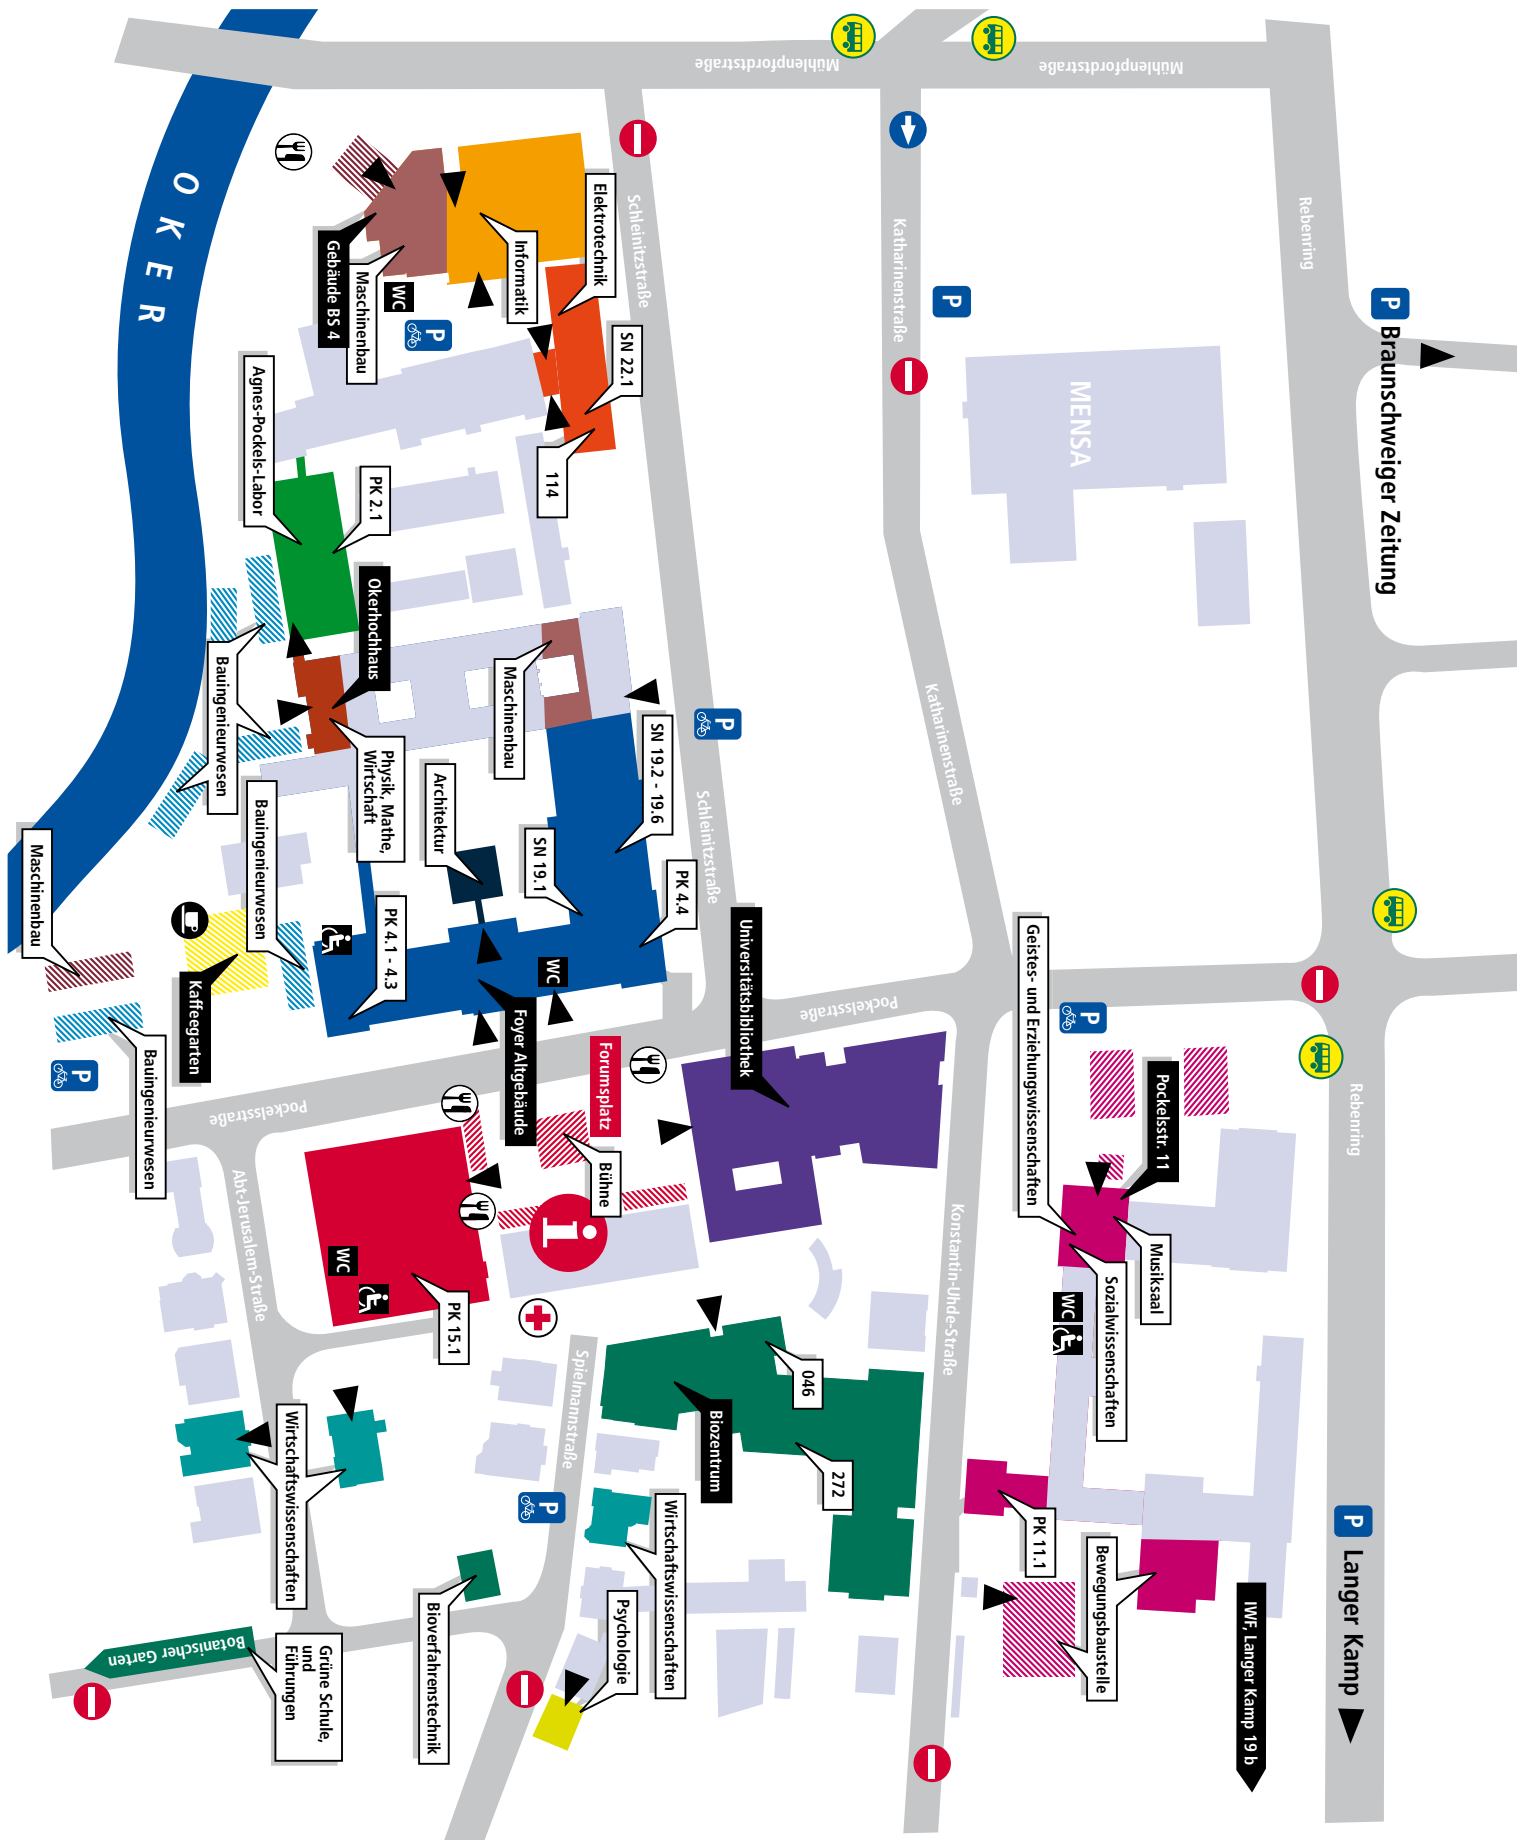 Mühlenpfordtstraße
Mühlenpfordtstraße
Rebenring
Rebenring
P
Braunschweiger Zeitung
P
Langer Kamp
IWF, Langer Kamp 19 b
Katharinenstraße
Katharinenstraße
P
MENSA
Schleinitzstraße
Schleinitzstraße
OKER
Elektrotechnik
Informatik
SN 22.1
114
Gebäude BS 4
Maschinenbau
WC
P
Agnes-Pockels-Labor
PK 2.1
Okerhochhaus
Bauingenieurwesen
Physik, Mathe,
Wirtschaft
Maschinenbau
P
SN 19.2 - 19.6
SN 19.1
PK 4.4
Architektur
Bauingenieurwesen
PK 4.1 - 4.3
WC
Foyer Altgebäude
Maschinenbau
Kaffeegarten
Bauingenieurwesen
P
Pockelsstraße
Pockelsstraße
Universitätsbibliothek
Forumsplatz
Bühne
i
WC
PK 15.1
Abt-Jerusalem-Straße
Wirtschaftswissenschaften
Botanischer Garten
Grüne Schule,
und
Führungen
Bioverfahrenstechnik
Spielmannstraße
P
Biozentrum
046
272
Wirtschaftswissenschaften
Psychologie
Konstantin-Uhde-Straße
P
Geistes- und Erziehungswissenschaften
Pockelsstr. 11
Musiksaal
Sozialwissenschaften
WC
PK 11.1
Bewegungsbaustelle